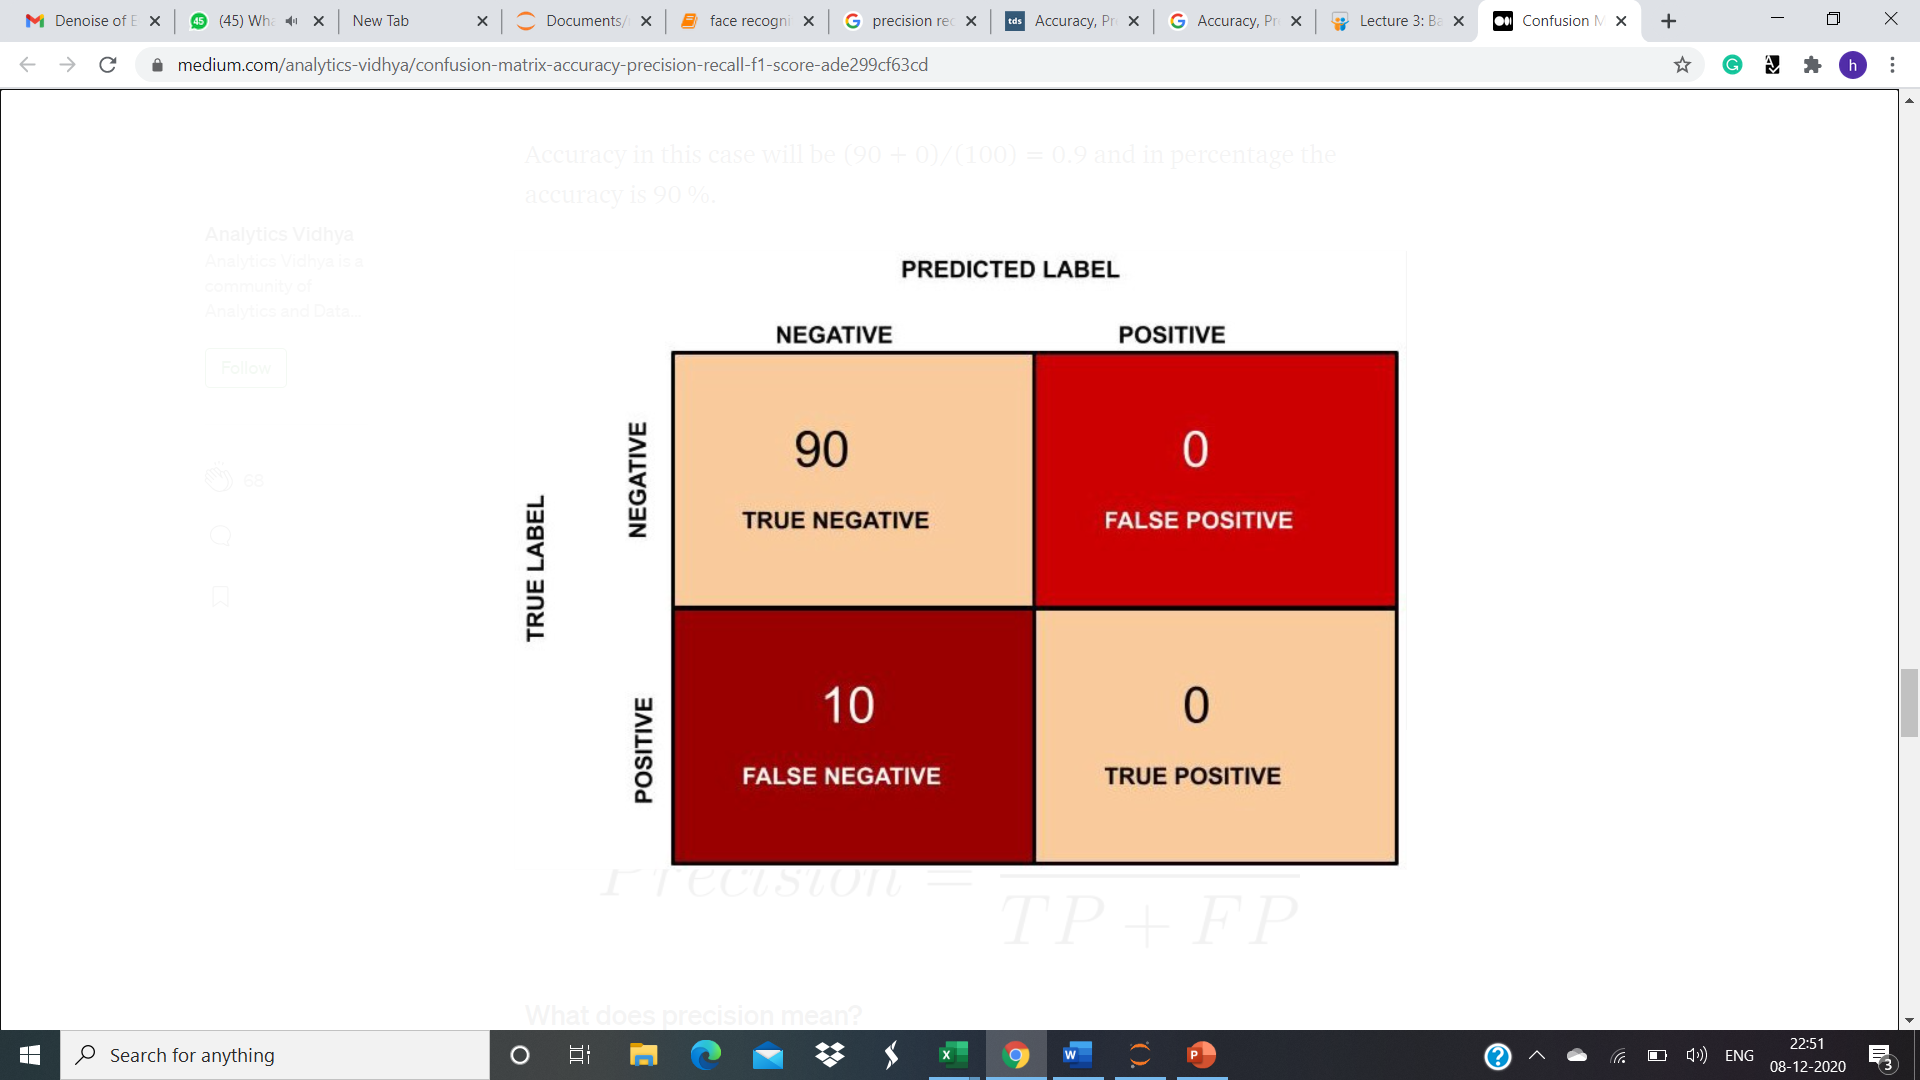 Denoise of E
45
(45) Wha
New Tab
Documents/
face recogni
precision rec
tds
Accuracy, Pr
Accuracy, Pr
Lecture 3: Ba
Confusion M
medium.com/analytics-vidhya/confusion-matrix-accuracy-precision-recall-f1-score-ade299cf63cd
h
Accuracy in this case will be (90 + 0)/(100) = 0.9 and in percentage the
accuracy is 90 %.
Analytics Vidhya
Analytics Vidhya is a
community of
Analytics and Data...
Follow
68
PREDICTED LABEL
NEGATIVE POSITIVE
TRUE LABEL
NEGATIVE
90 0
TRUE NEGATIVE FALSE POSITIVE
POSITIVE
10 0
FALSE NEGATIVE TRUE POSITIVE
Precision =
TP + FP
What does precision mean?
Search for anything
ENG
22:51
08-12-2020
3